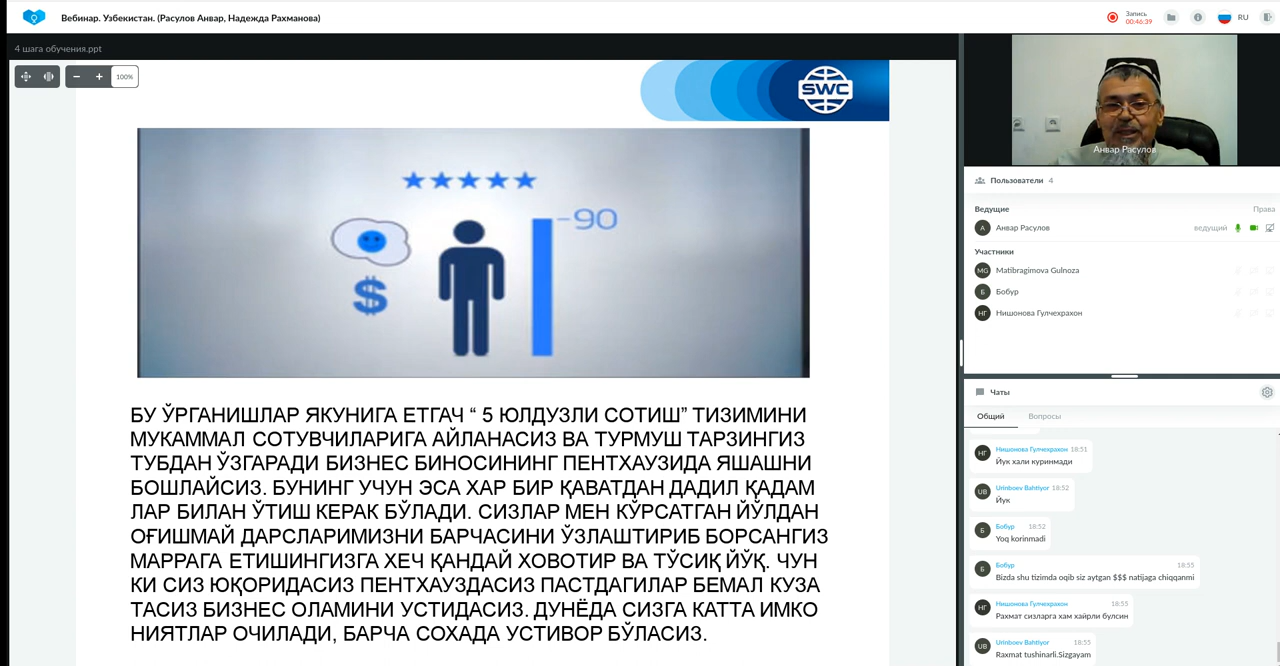 Вебинар. Узбекистан. (Расулов Анвар, Надежда Рахманова)
Запись
00:46:39
RU
4 шага обучения.ppt
100%
SWC
-90
$
БУ ЎРГАНИШЛАР ЯКУНИГА ЕТГАЧ “ 5 ЮЛДУЗЛИ СОТИШ” ТИЗИМИНИ
МУКАММАЛ СОТУВЧИЛАРИГА АЙЛАНАСИЗ ВА ТУРМУШ ТАРЗИНГИЗ
ТУБДАН ЎЗГАРАДИ БИЗНЕС БИНОСИНИНГ ПЕНТХАУЗИДА ЯШАШНИ
БОШЛАЙСИЗ. БУНИНГ УЧУН ЭСА ХАР БИР ҚАВАТДАН ДАДИЛ ҚАДАМ
ЛАР БИЛАН ЎТИШ КЕРАК БЎЛАДИ. СИЗЛАР МЕН КЎРСАТГАН ЙЎЛДАН
ОҒИШМАЙ ДАРСЛАРИМИЗНИ БАРЧАСИНИ ЎЗЛАШТИРИБ БОРСАНГИЗ
МАРРАГА ЕТИШИНГИЗГА ХЕЧ ҚАНДАЙ ХОВОТИР ВА ТЎСИҚ ЙЎҚ. ЧУН
КИ СИЗ ЮҚОРИДАСИЗ ПЕНТХАУЗДАСИЗ ПАСТДАГИЛАР БЕМАЛ КУЗА
ТАСИЗ БИЗНЕС ОЛАМИНИ УСТИДАСИЗ. ДУНЁДА СИЗГА КАТТА ИМКО
НИЯТЛАР ОЧИЛАДИ, БАРЧА СОХАДА УСТИВОР БЎЛАСИЗ.
Анвар Расулов
Пользователи 4
Ведущие Права
А Анвар Расулов ведущий
Участники
MG Matibragimova Gulnoza
Б Бобур
НГ Нишонова Гулчехрахон
Чаты
Общий Вопросы
НГ Нишонова Гулчехрахон 18:51
Йук хали куринмади
UB Urinboev Bahtiyor 18:52
Йук
Б Бобур 18:52
Yoq korinmadi
Б Бобур 18:55
Bizda shu tizimda oqib siz aytgan $$$ natijaga chiqqanmi
НГ Нишонова Гулчехрахон 18:55
Рахмат сизларга хам хайрли булсин
UB Urinboev Bahtiyor 18:55
Raxmat tushinarli.Sizgayam